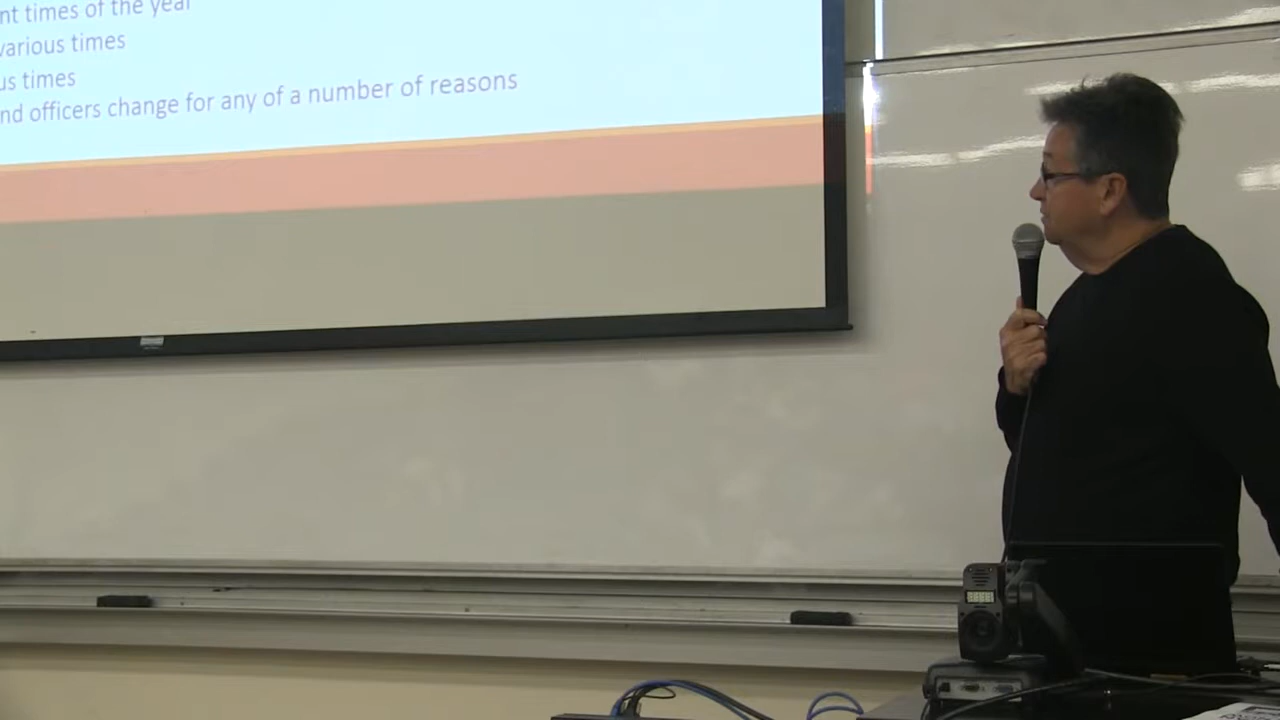 nt times of the year
various times
us times
nd officers change for any of a number of reasons